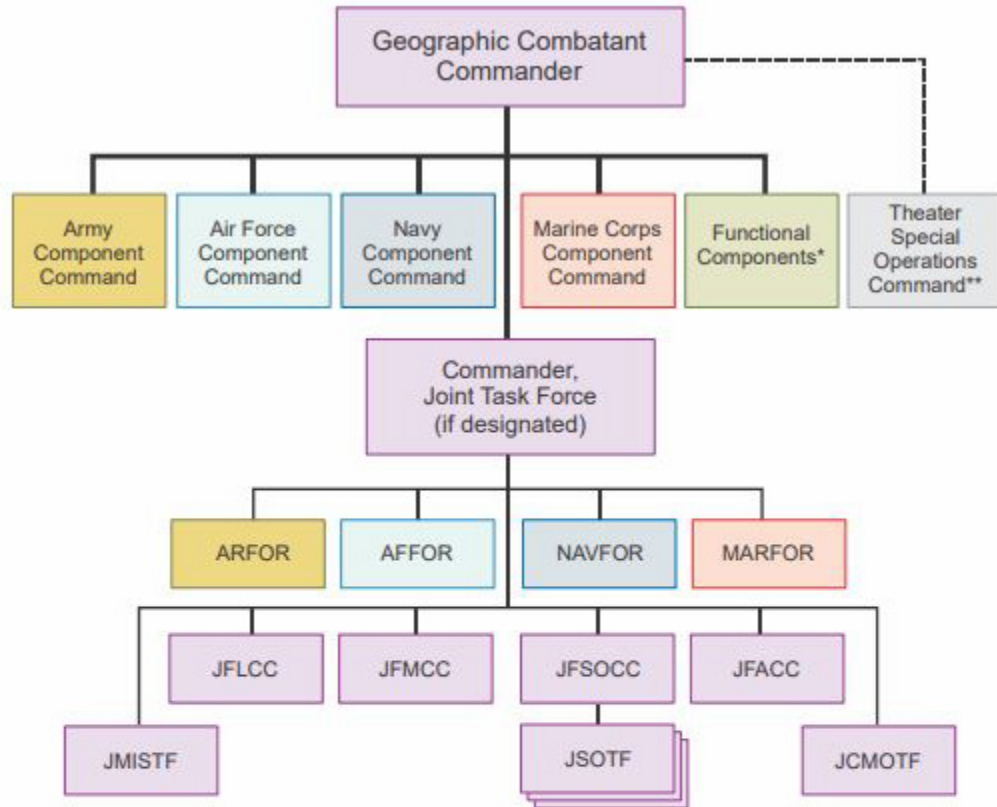 Geographic Combatant
Commander
Army
Component
Command
Air Force
Component
Command
Navy
Component
Command
Marine Corps
Component
Command
Functional
Components*
Theater
Special
Operations
Command**
Commander,
Joint Task Force
(if designated)
ARFOR
AFFOR
NAVFOR
MARFOR
JFLCC
JFMCC
JFSOCC
JFACC
JMISTF
JSOTF
JCMOTF